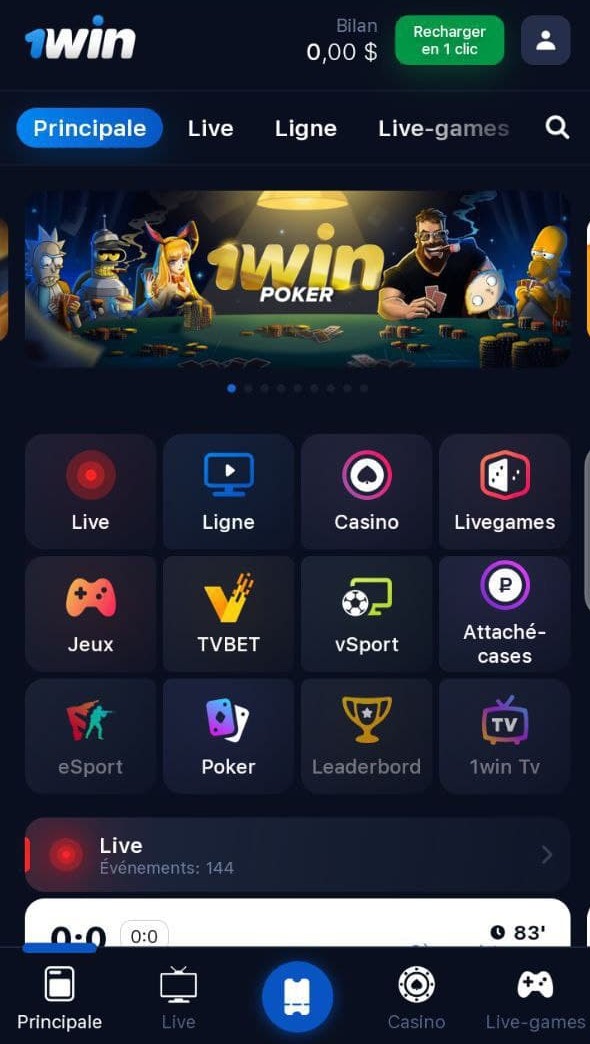 1win
Bilan
0,00 $
Recharger
en 1 clic
Principale
Live
Ligne
Live-games
1win
POKER
Live
Ligne
Casino
Livegames
Jeux
TVBET
vSport
Attaché-
cases
eSport
Poker
TV
Leaderbord
1win Tv
Live
Événements: 144
0:0
0:0
83'
Principale
Live
Casino
Live-games